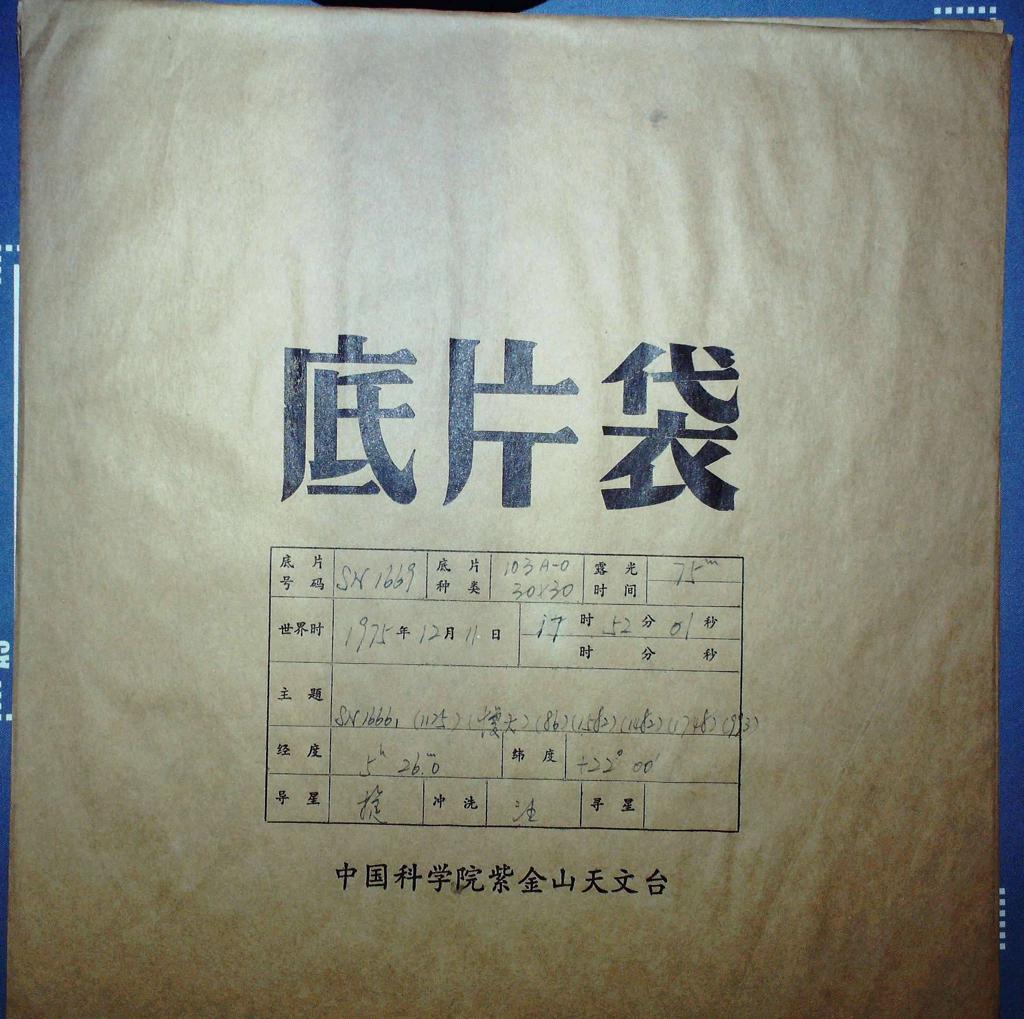 底片袋
底片号码 SN 1669 底片种类 103A-O 30×30 露光时间 75ᵐ
世界时 1975年12月11日 17时52分01秒
时 分 秒
主题 SN 1666, (1125) (86) (1582) (1482) (1748) (993)
经度 5ʰ 26ᵐ.0 纬度 +22° 00′
导星 冲洗 寻星
中国科学院紫金山天文台